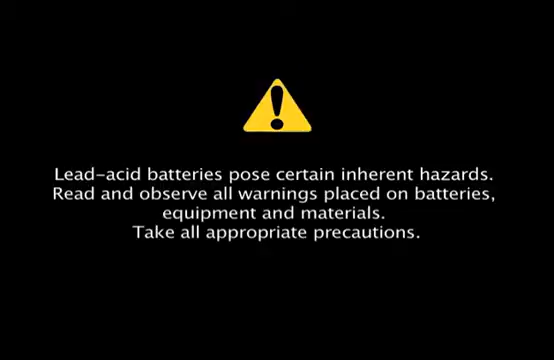 Lead-acid batteries pose certain inherent hazards.
Read and observe all warnings placed on batteries,
equipment and materials.
Take all appropriate precautions.